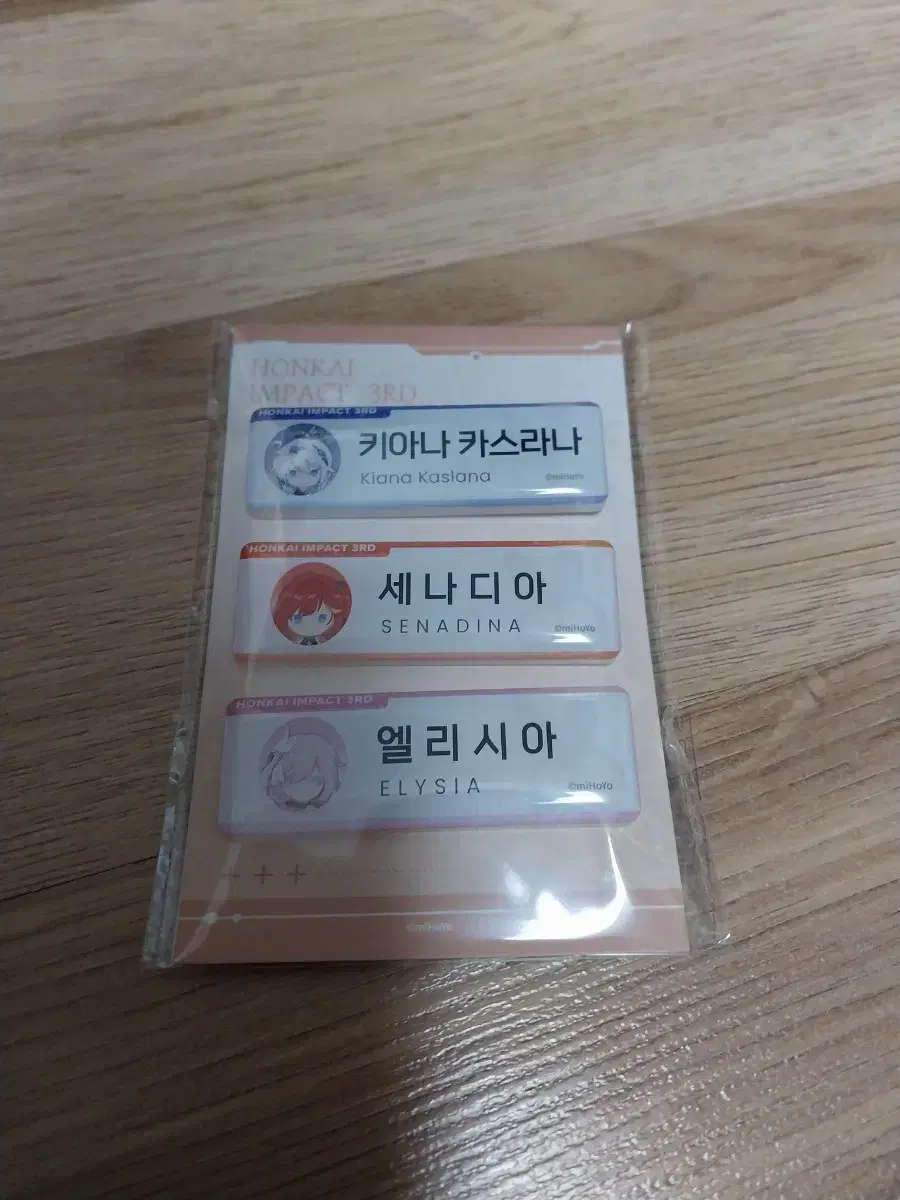 HONKAI
IMPACT 3RD
HONKAI IMPACT 3RD
키아나 카스라나
Kiana Kaslana
©miHoYo
HONKAI IMPACT 3RD
세나디아
SENADINA
©miHoYo
HONKAI IMPACT 3RD
엘리시아
ELYSIA
©miHoYo
©miHoYo